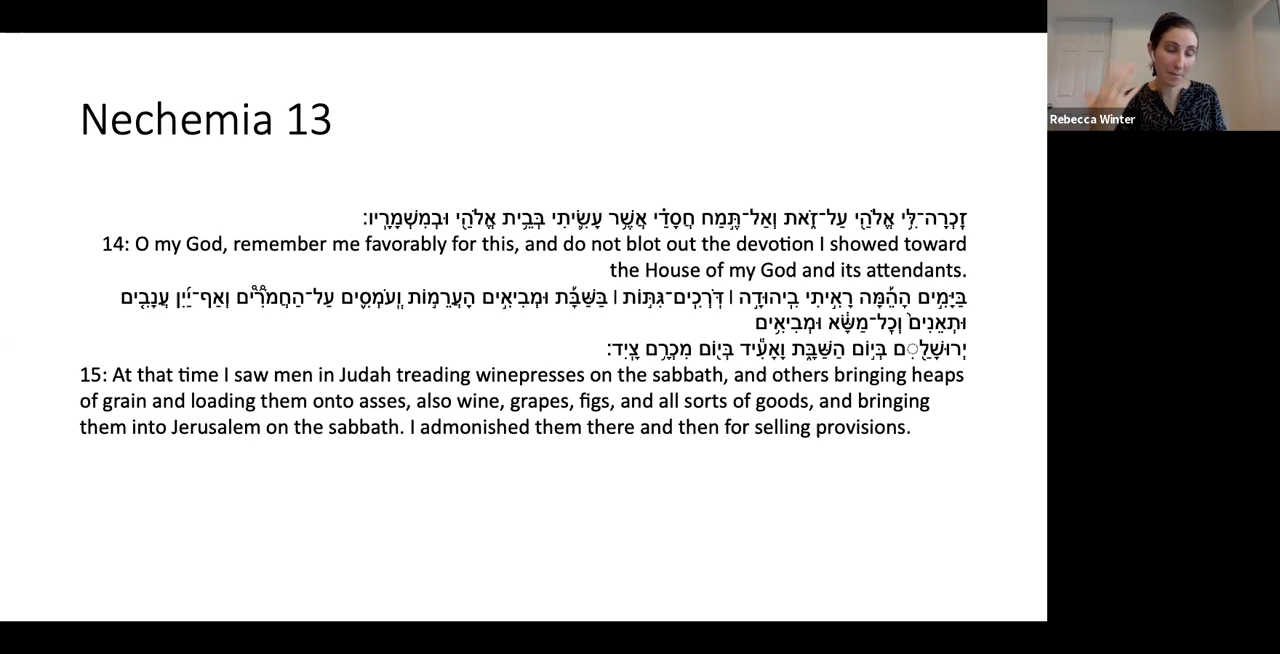 Nechemia 13
Rebecca Winter
זׇכְרָה־לִּ֥י אֱלֹהַ֖י עַל־זֹ֑את וְאַל־תֶּ֣מַח חֲסָדַ֗י אֲשֶׁ֥ר עָשִׂ֛יתִי בְּבֵ֥ית אֱלֹהַ֖י וּבְמִשְׁמָרָֽיו׃
14: O my God, remember me favorably for this, and do not blot out the devotion I showed toward
the House of my God and its attendants.
בַּיָּמִ֣ים הָהֵ֡מָּה רָאִ֣יתִי בִֽיהוּדָ֣ה ׀ דֹּֽרְכִֽים־גִּתּ֣וֹת ׀ בַּשַּׁבָּ֡ת וּמְבִיאִ֣ים הָעֲרֵמ֣וֹת וְֽעֹמְסִ֪ים עַל־הַחֲמֹרִ֟ים וְאַף־יַ֜יִן עֲנָבִ֤ים
וּתְאֵנִים֙ וְכׇל־מַשָּׂ֔א וּמְבִיאִ֥ים
יְרוּשָׁלַ֖͏ִם בְּי֣וֹם הַשַּׁבָּ֑ת וָאָעִ֕יד בְּי֖וֹם מִכְרָ֥ם צָֽיִד׃
15: At that time I saw men in Judah treading winepresses on the sabbath, and others bringing heaps
of grain and loading them onto asses, also wine, grapes, figs, and all sorts of goods, and bringing
them into Jerusalem on the sabbath. I admonished them there and then for selling provisions.